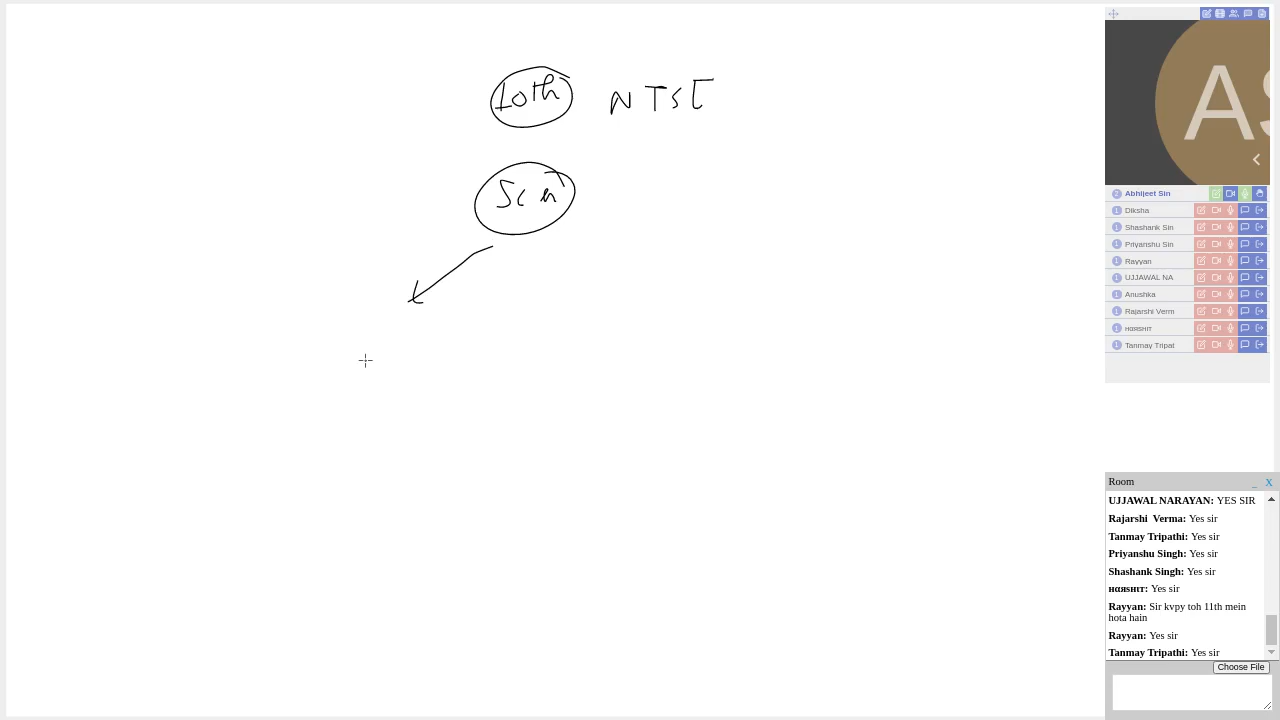 10th NTSE
AS
Abhijeet Sin
Diksha
Shashank Sin
Priyanshu Sin
Rayyan
UJJAWAL NA
Anushka
Rajarshi Verm
нαяsнιт
Tanmay Tripat
Room _ X
UJJAWAL NARAYAN: YES SIR
Rajarshi Verma: Yes sir
Tanmay Tripathi: Yes sir
Priyanshu Singh: Yes sir
Shashank Singh: Yes sir
нαяsнιт: Yes sir
Rayyan: Sir kvpy toh 11th mein
hota hain
Rayyan: Yes sir
Tanmay Tripathi: Yes sir
Choose File